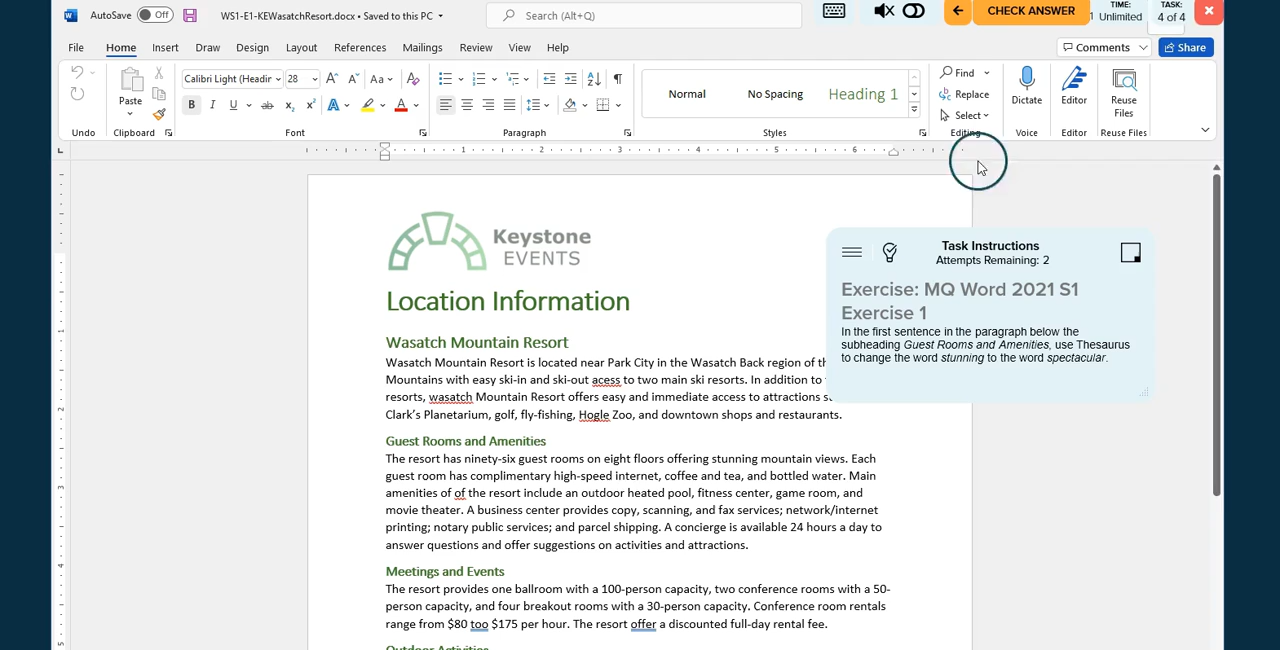 AutoSave Off WS1-E1-KEWasatchResort.docx • Saved to this PC Search (Alt+Q) CHECK ANSWER TIME: Unlimited TASK: 4 of 4
File Home Insert Draw Design Layout References Mailings Review View Help Comments Share
Calibri Light (Headir 28 Aa
Paste
Normal No Spacing Heading 1
Find
Replace
Select
Dictate Editor Reuse Files
Undo Clipboard Font Paragraph Styles Editing Voice Editor Reuse Files
1 2 3 4 5 6
Keystone
EVENTS
Location Information
Wasatch Mountain Resort
Wasatch Mountain Resort is located near Park City in the Wasatch Back region of th
Mountains with easy ski-in and ski-out acess to two main ski resorts. In addition to
resorts, wasatch Mountain Resort offers easy and immediate access to attractions
Clark's Planetarium, golf, fly-fishing, Hogle Zoo, and downtown shops and restaurants.
Guest Rooms and Amenities
The resort has ninety-six guest rooms on eight floors offering stunning mountain views. Each
guest room has complimentary high-speed internet, coffee and tea, and bottled water. Main
amenities of of the resort include an outdoor heated pool, fitness center, game room, and
movie theater. A business center provides copy, scanning, and fax services; network/internet
printing; notary public services; and parcel shipping. A concierge is available 24 hours a day to
answer questions and offer suggestions on activities and attractions.
Meetings and Events
The resort provides one ballroom with a 100-person capacity, two conference rooms with a 50-
person capacity, and four breakout rooms with a 30-person capacity. Conference room rentals
range from $80 too $175 per hour. The resort offer a discounted full-day rental fee.
Outdoor Activities
Task Instructions
Attempts Remaining: 2
Exercise: MQ Word 2021 S1
Exercise 1
In the first sentence in the paragraph below the
subheading Guest Rooms and Amenities, use Thesaurus
to change the word stunning to the word spectacular.